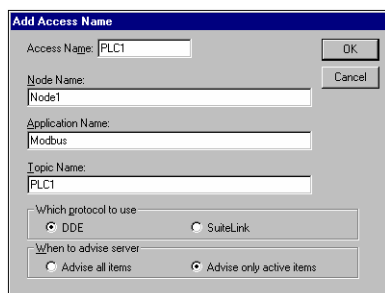 Add Access Name
Access Name: PLC1
OK
Cancel
Node Name:
Node1
Application Name:
Modbus
Topic Name:
PLC1
Which protocol to use
DDE SuiteLink
When to advise server
Advise all items Advise only active items